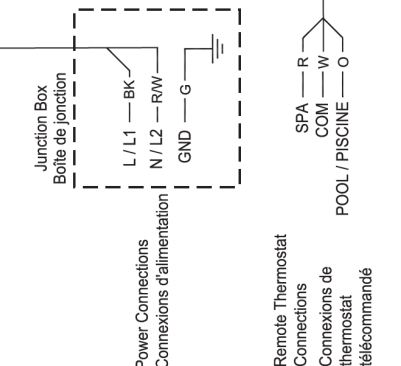 Junction Box
Boîte de jonction
L / L1 BK
N / L2 R/W
GND G
Power Connections
Connexions d'alimentation
SPA R
COM W
POOL / PISCINE O
Remote Thermostat
Connections
Connexions de
thermostat
télécommandé